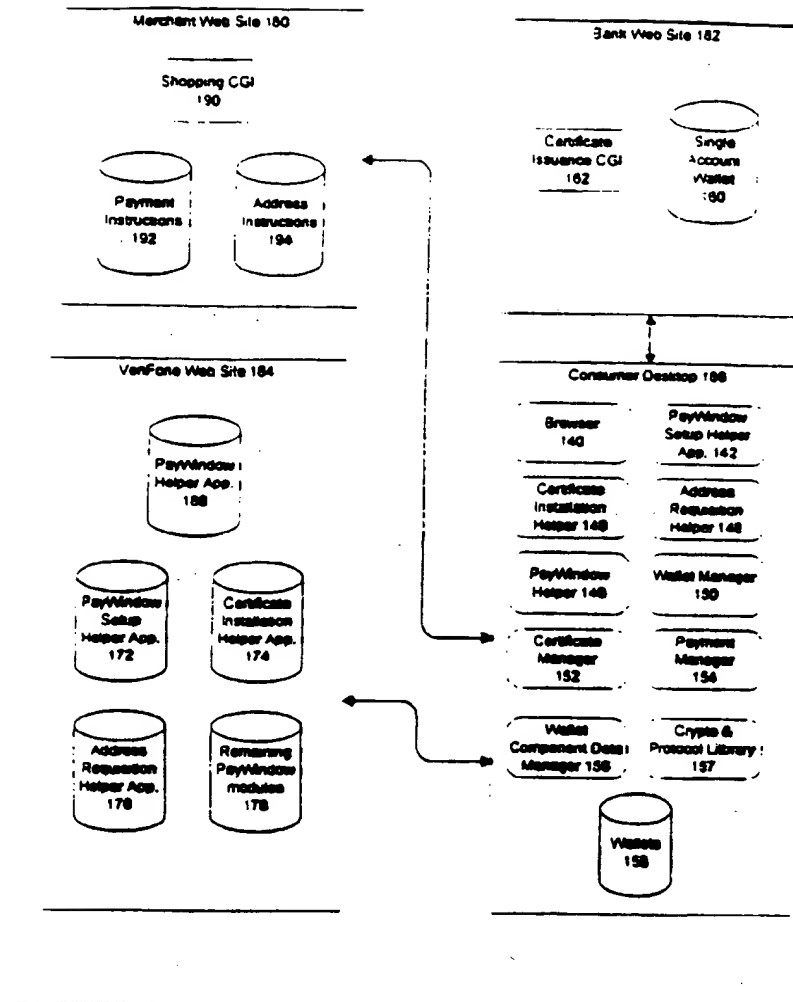 Merchant Web Site 180
Shopping CGI
190
Payment
Instructions
192
Address
Instructions
194
Bank Web Site 182
Certificate
Issuance CGI
162
Single
Account
Wallet
160
VeriFone Web Site 184
PayWindow
Helper App.
188
PayWindow
Setup
Helper App.
172
Certificate
Installation
Helper App.
174
Address
Requisition
Helper App.
Remaining
PayWindow
modules
178
Consumer Desktop 186
Browser
140
PayWindow
Setup Helper
App. 142
Certificate
Installation
Helper
Address
Requisition
Helper 148
PayWindow
Helper
Wallet Manager
150
Certificate
Manager
152
Payment
Manager
154
Wallet
Component Data
Manager 156
Crypto &
Protocol Library
157
Wallets
158